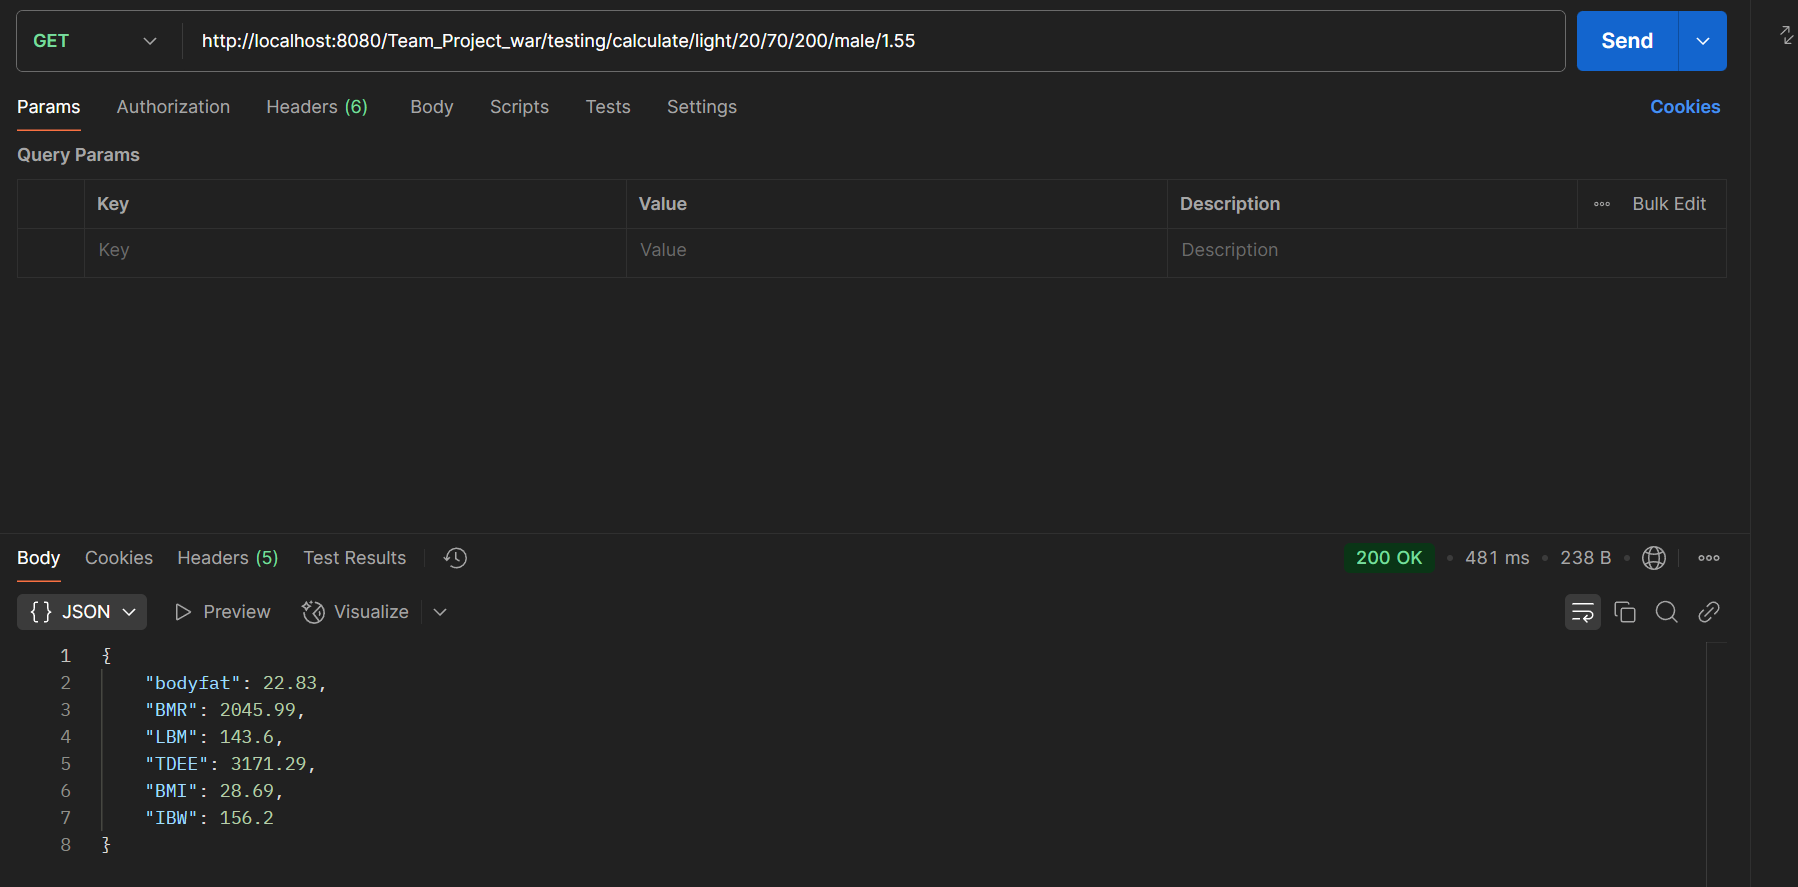 GET http://localhost:8080/Team_Project_war/testing/calculate/light/20/70/200/male/1.55 Send
Params Authorization Headers (6) Body Scripts Tests Settings Cookies
Query Params
Key Value Description Bulk Edit
Key Value Description
Body Cookies Headers (5) Test Results 200 OK • 481 ms • 238 B •
{} JSON Preview Visualize
1 {
2 "bodyfat": 22.83,
3 "BMR": 2045.99,
4 "LBM": 143.6,
5 "TDEE": 3171.29,
6 "BMI": 28.69,
7 "IBW": 156.2
8 }